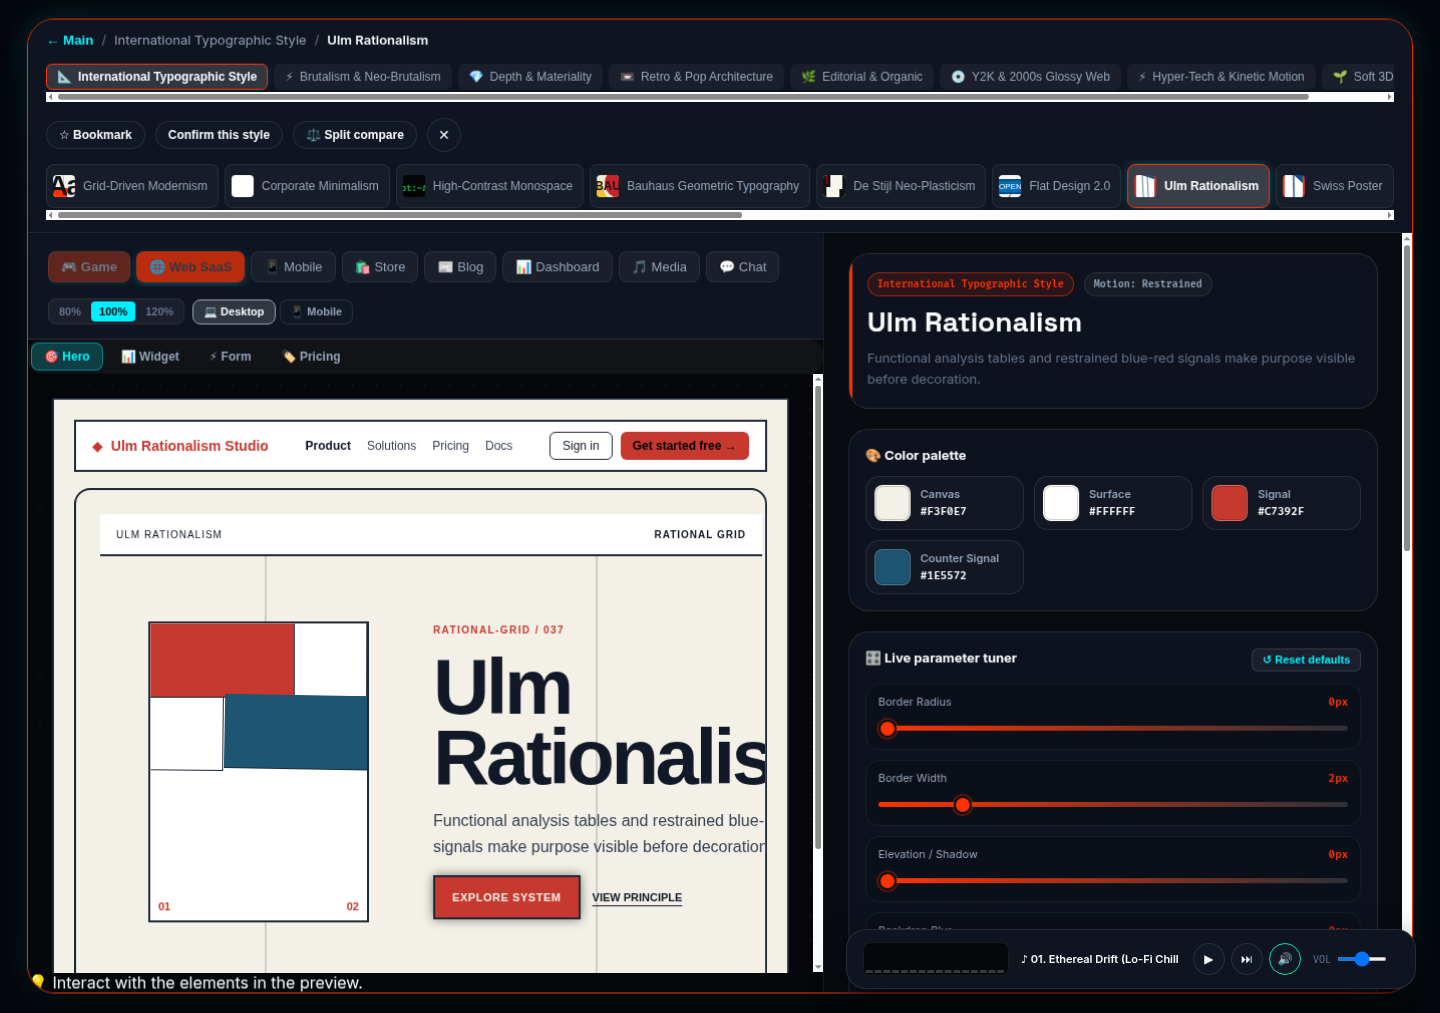 ← Main / International Typographic Style / Ulm Rationalism
International Typographic Style
Brutalism & Neo-Brutalism
Depth & Materiality
Retro & Pop Architecture
Editorial & Organic
Y2K & 2000s Glossy Web
Hyper-Tech & Kinetic Motion
Soft 3D
☆ Bookmark
Confirm this style
Split compare
✕
Grid-Driven Modernism
Corporate Minimalism
High-Contrast Monospace
Bauhaus Geometric Typography
De Stijl Neo-Plasticism
OPEN
Flat Design 2.0
Ulm Rationalism
Swiss Poster
Game
Web SaaS
Mobile
Store
Blog
Dashboard
Media
Chat
80% 100% 120%
Desktop
Mobile
Hero
Widget
Form
Pricing
◆ Ulm Rationalism Studio
Product
Solutions
Pricing
Docs
Sign in
Get started free →
ULM RATIONALISM
RATIONAL GRID
01
02
RATIONAL-GRID / 037
Ulm
Rationalis
Functional analysis tables and restrained blue-
signals make purpose visible before decoration
EXPLORE SYSTEM
VIEW PRINCIPLE
💡 Interact with the elements in the preview.
International Typographic Style
Motion: Restrained
Ulm Rationalism
Functional analysis tables and restrained blue-red signals make purpose visible
before decoration.
🎨 Color palette
Canvas
#F3F0E7
Surface
#FFFFFF
Signal
#C7392F
Counter Signal
#1E5572
Live parameter tuner
↺ Reset defaults
Border Radius
0px
Border Width
2px
Elevation / Shadow
0px
♪ 01. Ethereal Drift (Lo-Fi Chill
VOL